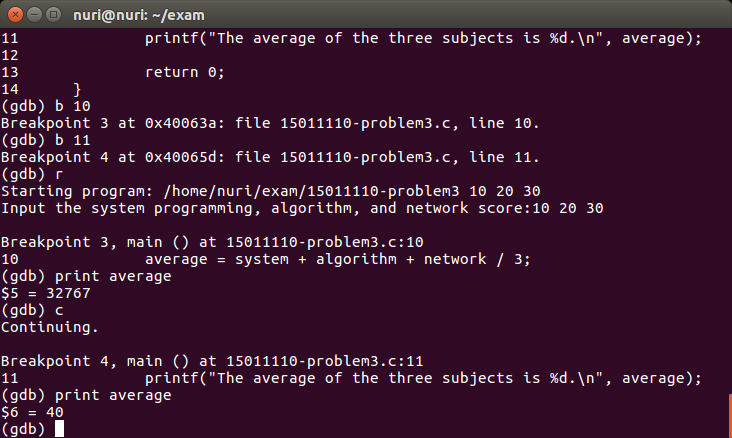 nuri@nuri: ~/exam
11              printf("The average of the three subjects is %d.\n", average);
12
13              return 0;
14      }
(gdb) b 10
Breakpoint 3 at 0x40063a: file 15011110-problem3.c, line 10.
(gdb) b 11
Breakpoint 4 at 0x40065d: file 15011110-problem3.c, line 11.
(gdb) r
Starting program: /home/nuri/exam/15011110-problem3 10 20 30
Input the system programming, algorithm, and network score:10 20 30
Breakpoint 3, main () at 15011110-problem3.c:10
10              average = system + algorithm + network / 3;
(gdb) print average
$5 = 32767
(gdb) c
Continuing.
Breakpoint 4, main () at 15011110-problem3.c:11
11              printf("The average of the three subjects is %d.\n", average);
(gdb) print average
$6 = 40
(gdb)